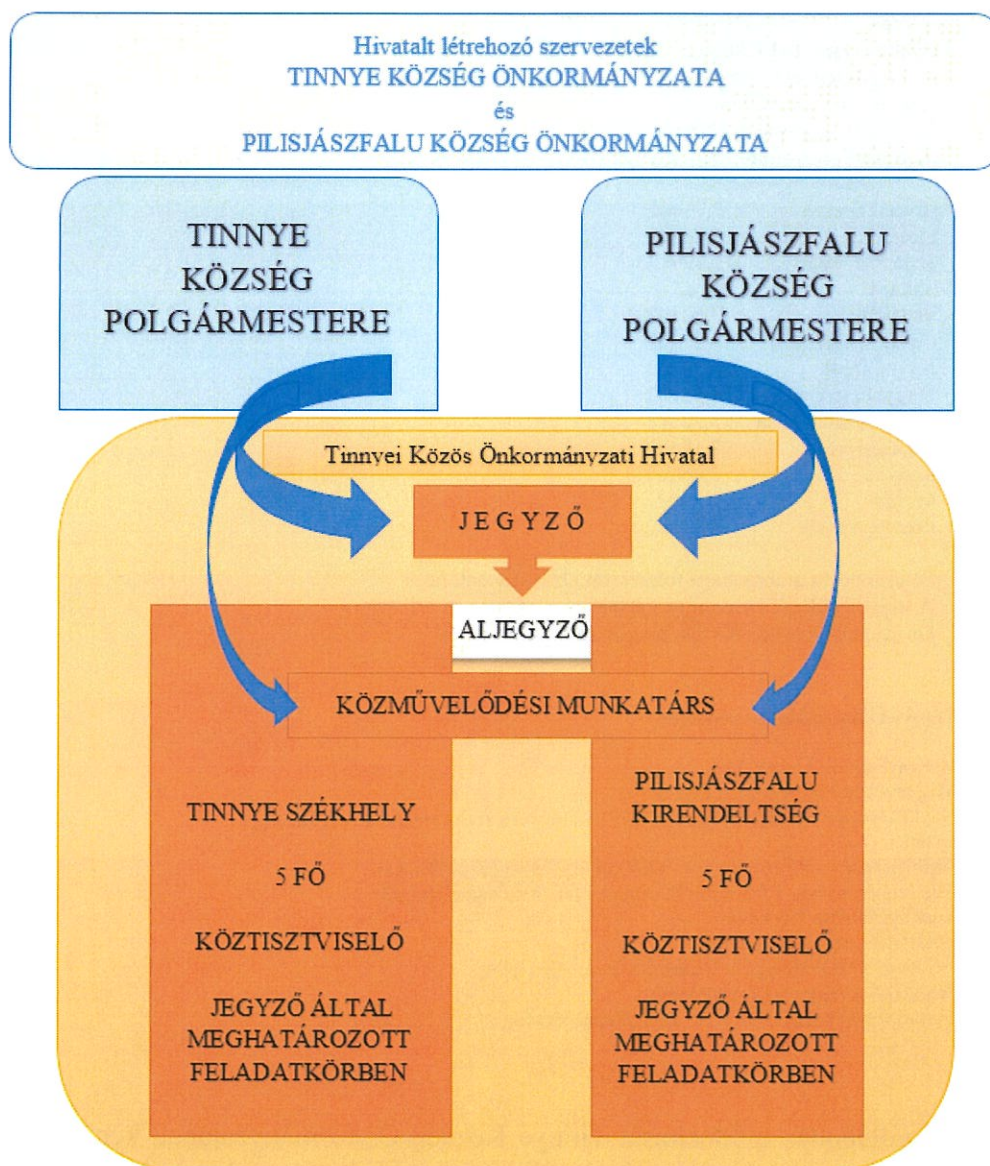 Hivatalt létrehozó szervezetek
TINNYE KÖZSÉG ÖNKORMÁNYZATA
és
PILISJÁSZFALU KÖZSÉG ÖNKORMÁNYZATA
TINNYE
KÖZSÉG
POLGÁRMESTERE
PILISJÁSZFALU
KÖZSÉG
POLGÁRMESTERE
Tinnyei Közös Önkormányzati Hivatal
J E G Y Z Ő
ALJEGYZŐ
KÖZMŰVELŐDÉSI MUNKATÁRS
TINNYE SZÉKHELY
5 FŐ
KÖZTISZTVISELŐ
JEGYZŐ ÁLTAL
MEGHATÁROZOTT
FELADATKÖRBEN
PILISJÁSZFALU
KIRENDELTSÉG
5 FŐ
KÖZTISZTVISELŐ
JEGYZŐ ÁLTAL
MEGHATÁROZOTT
FELADATKÖRBEN